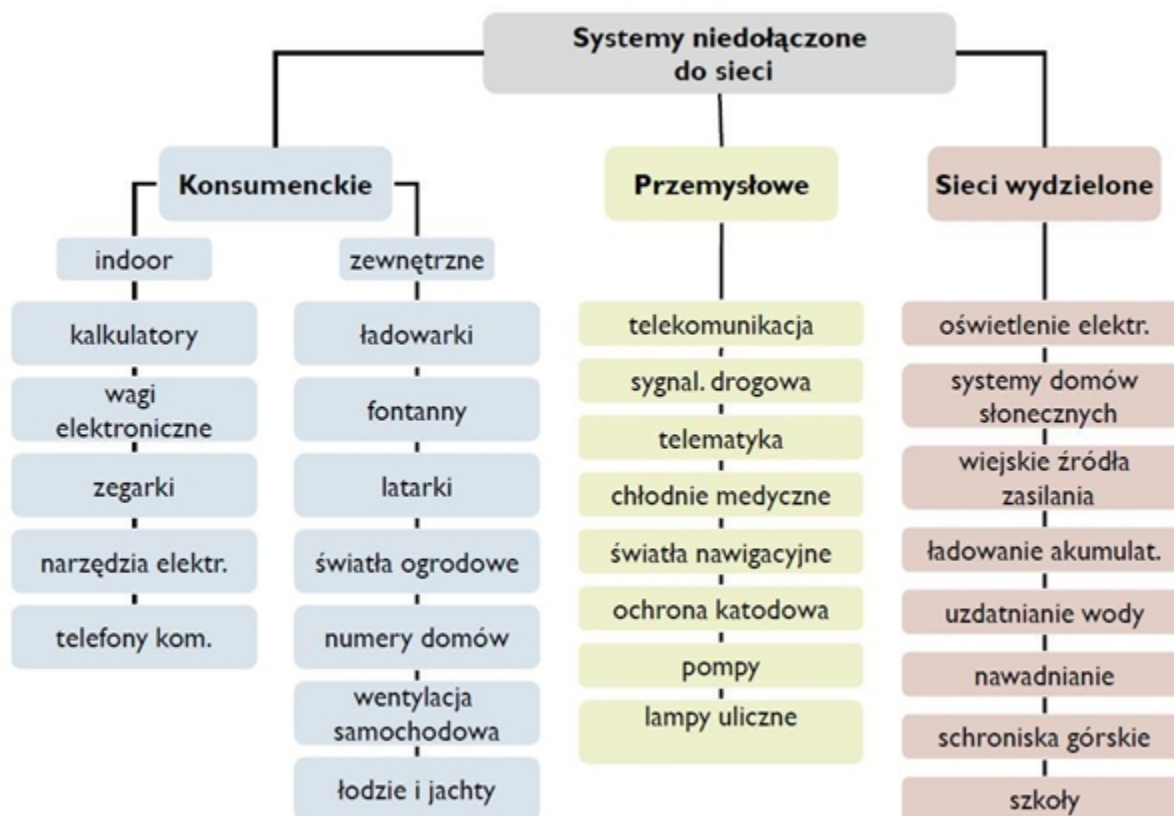 Systemy niedołączone
do sieci
Konsumenckie
indoor
kalkulatory
wagi
elektroniczne
zegarki
narzędzia elektr.
telefony kom.
zewnętrzne
ładowarki
fontanny
latarki
światła ogrodowe
numery domów
wentylacja
samochodowa
łodzie i jachty
Przemysłowe
telekomunikacja
sygnal. drogowa
telematyka
chłodnie medyczne
światła nawigacyjne
ochrona katodowa
pompy
lampy uliczne
Sieci wydzielone
oświetlenie elektr.
systemy domów
słonecznych
wiejskie źródła
zasilania
ładowanie akumulat.
uzdatnianie wody
nawadnianie
schroniska górskie
szkoły